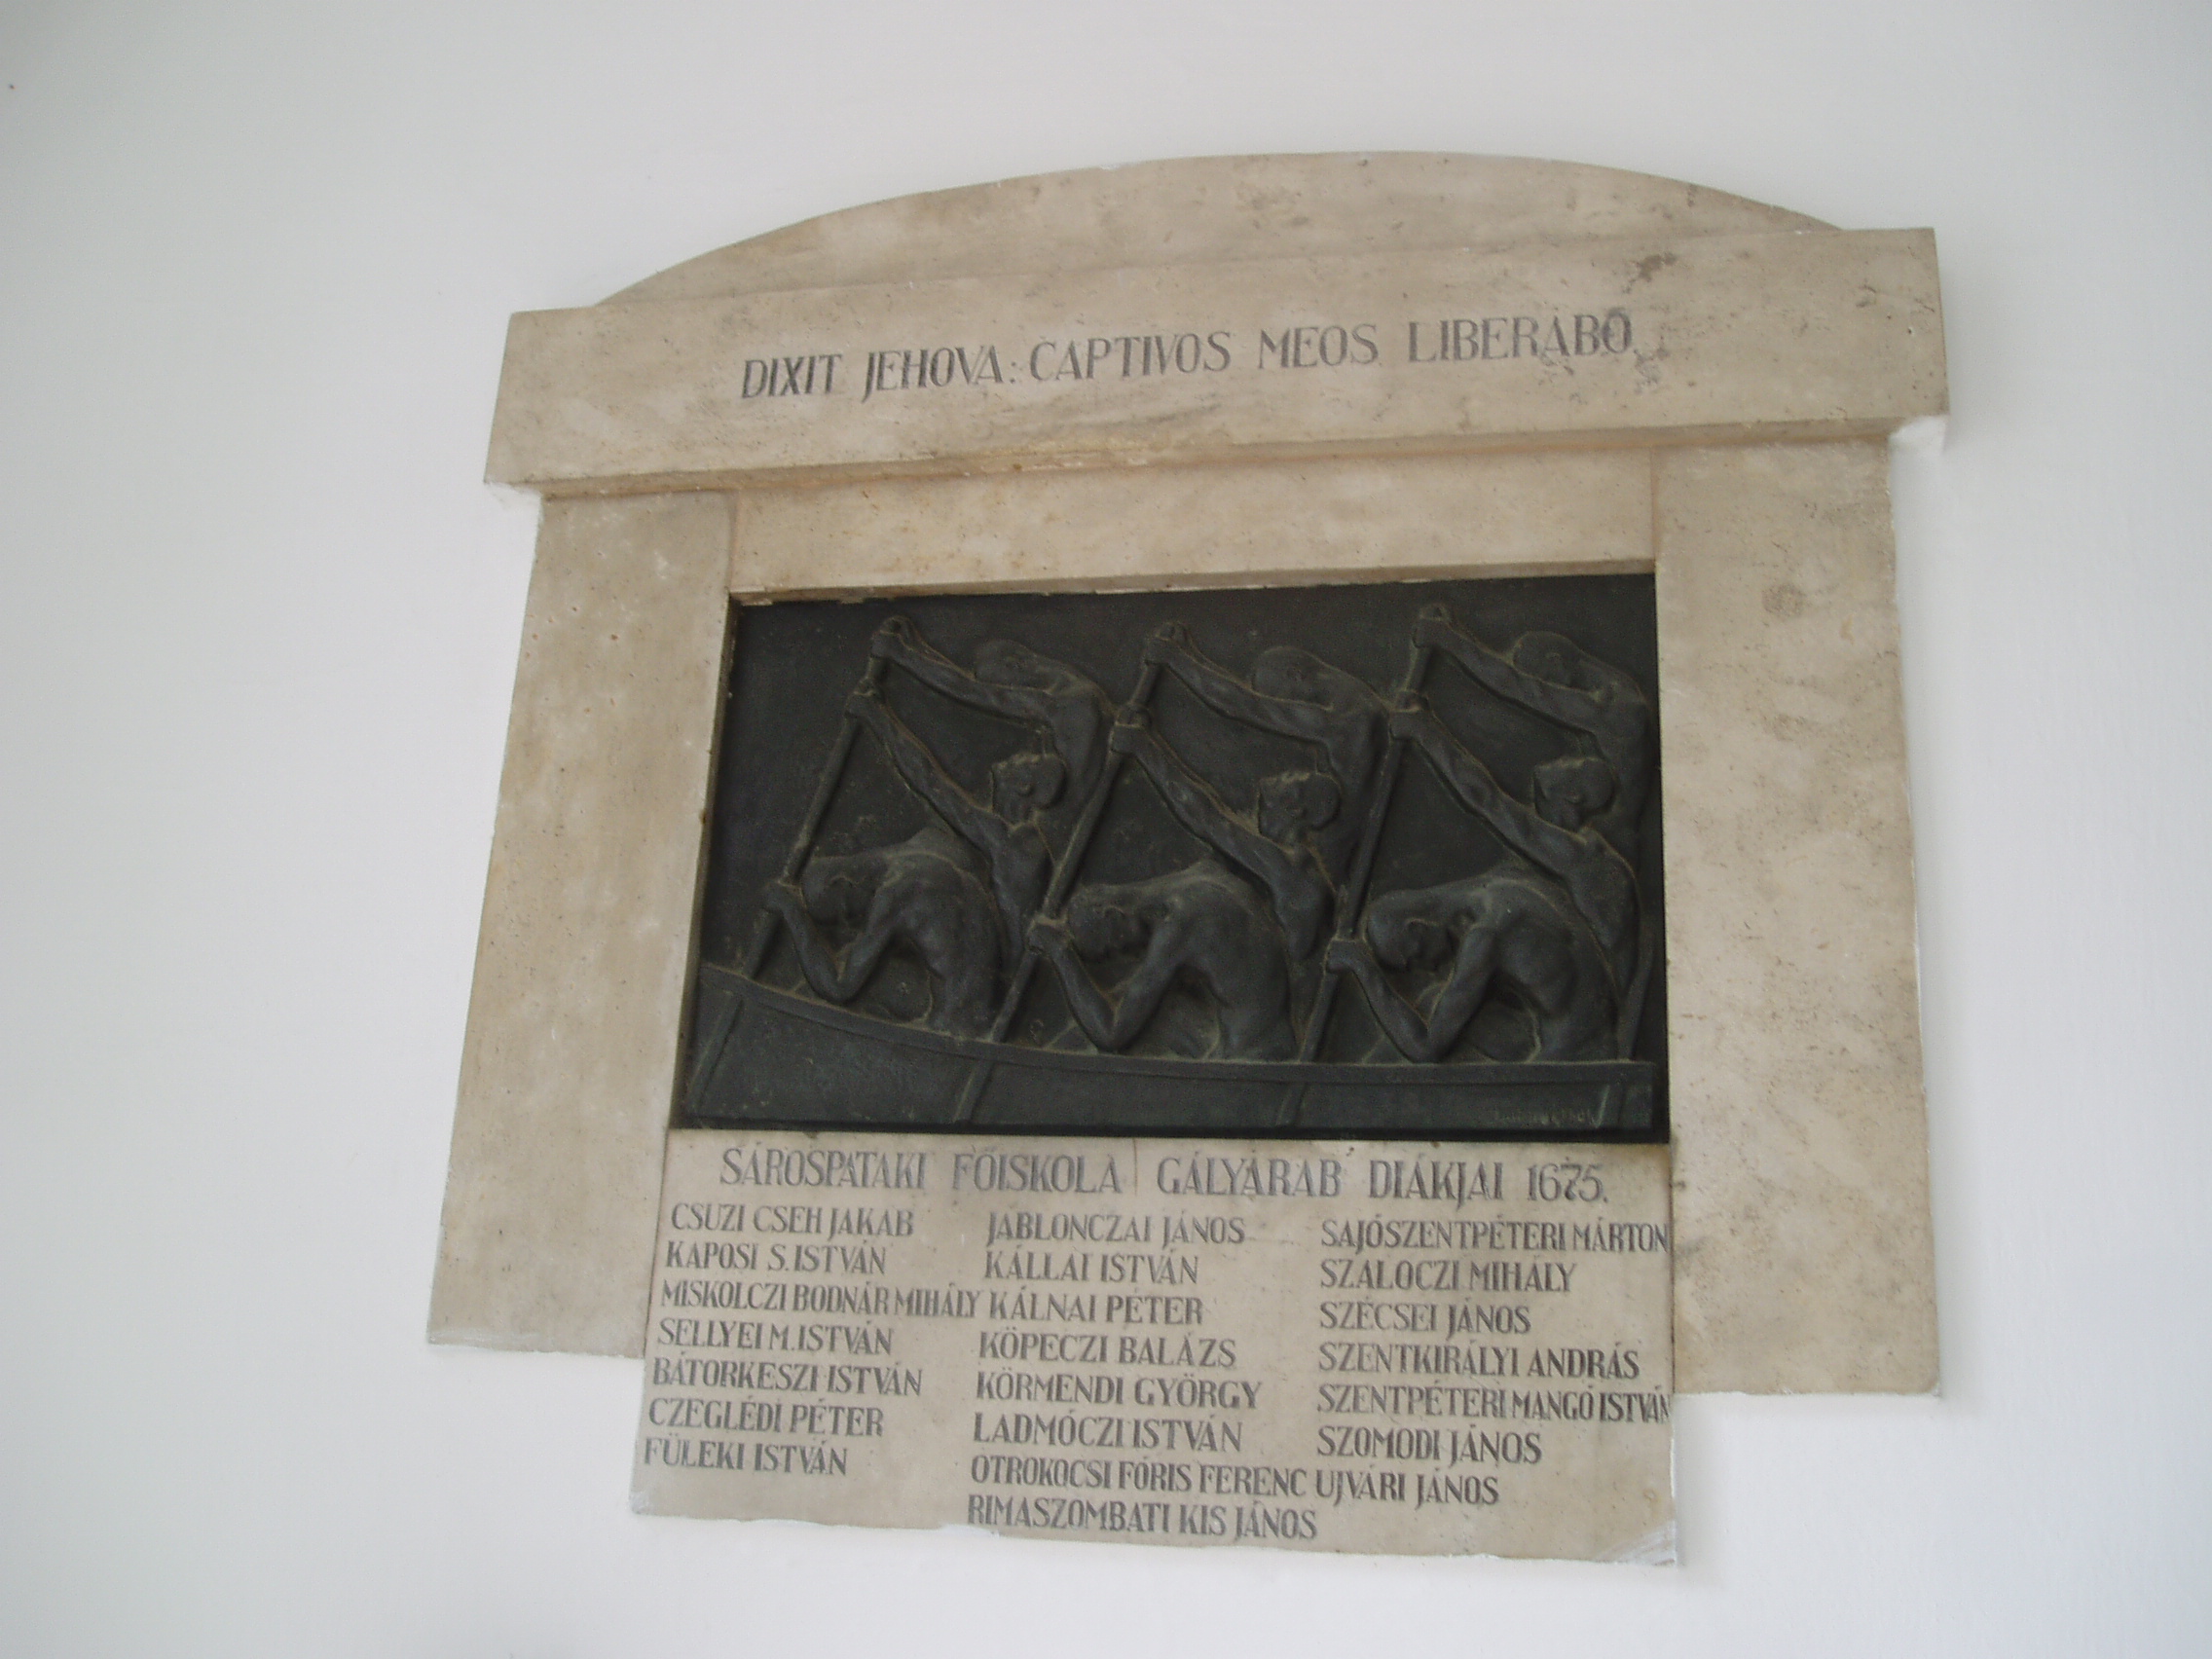 DIXIT JEHOVA: CAPTIVOS MEOS LIBERABO
SÁROSPATAKI FŐISKOLA GÁLYARAB DIÁKJAI 1675.
CSUZI CSEH JAKAB
KAPOSI S. ISTVÁN
MISKOLCZI BODNÁR MIHÁLY
SELLYEI M. ISTVÁN
BÁTORKESZI ISTVÁN
CZEGLÉDI PÉTER
FÜLEKI ISTVÁN
JABLONCZAI JÁNOS
KÁLLAI ISTVÁN
KÁLNAI PÉTER
KÖPECZI BALÁZS
KÖRMENDI GYÖRGY
LADMÓCZI ISTVÁN
OTROKOCSI FÓRIS FERENC
RIMASZOMBATI KIS JÁNOS
SAJÓSZENTPÉTERI MÁRTON
SZALOCZI MIHÁLY
SZÉCSEI JÁNOS
SZENTKIRÁLYI ANDRÁS
SZENTPÉTERI MANGÓ ISTVÁN
SZOMODI JÁNOS
UJVÁRI JÁNOS